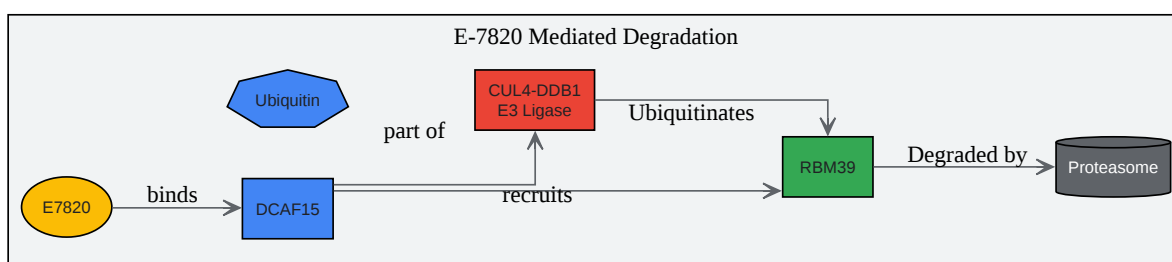 E-7820 Mediated Degradation
Ubiquitin
CUL4-DDB1
E3 Ligase
part of
Ubiquitinates
RBM39
Degraded by
Proteasome
E7820
binds
DCAF15
recruits